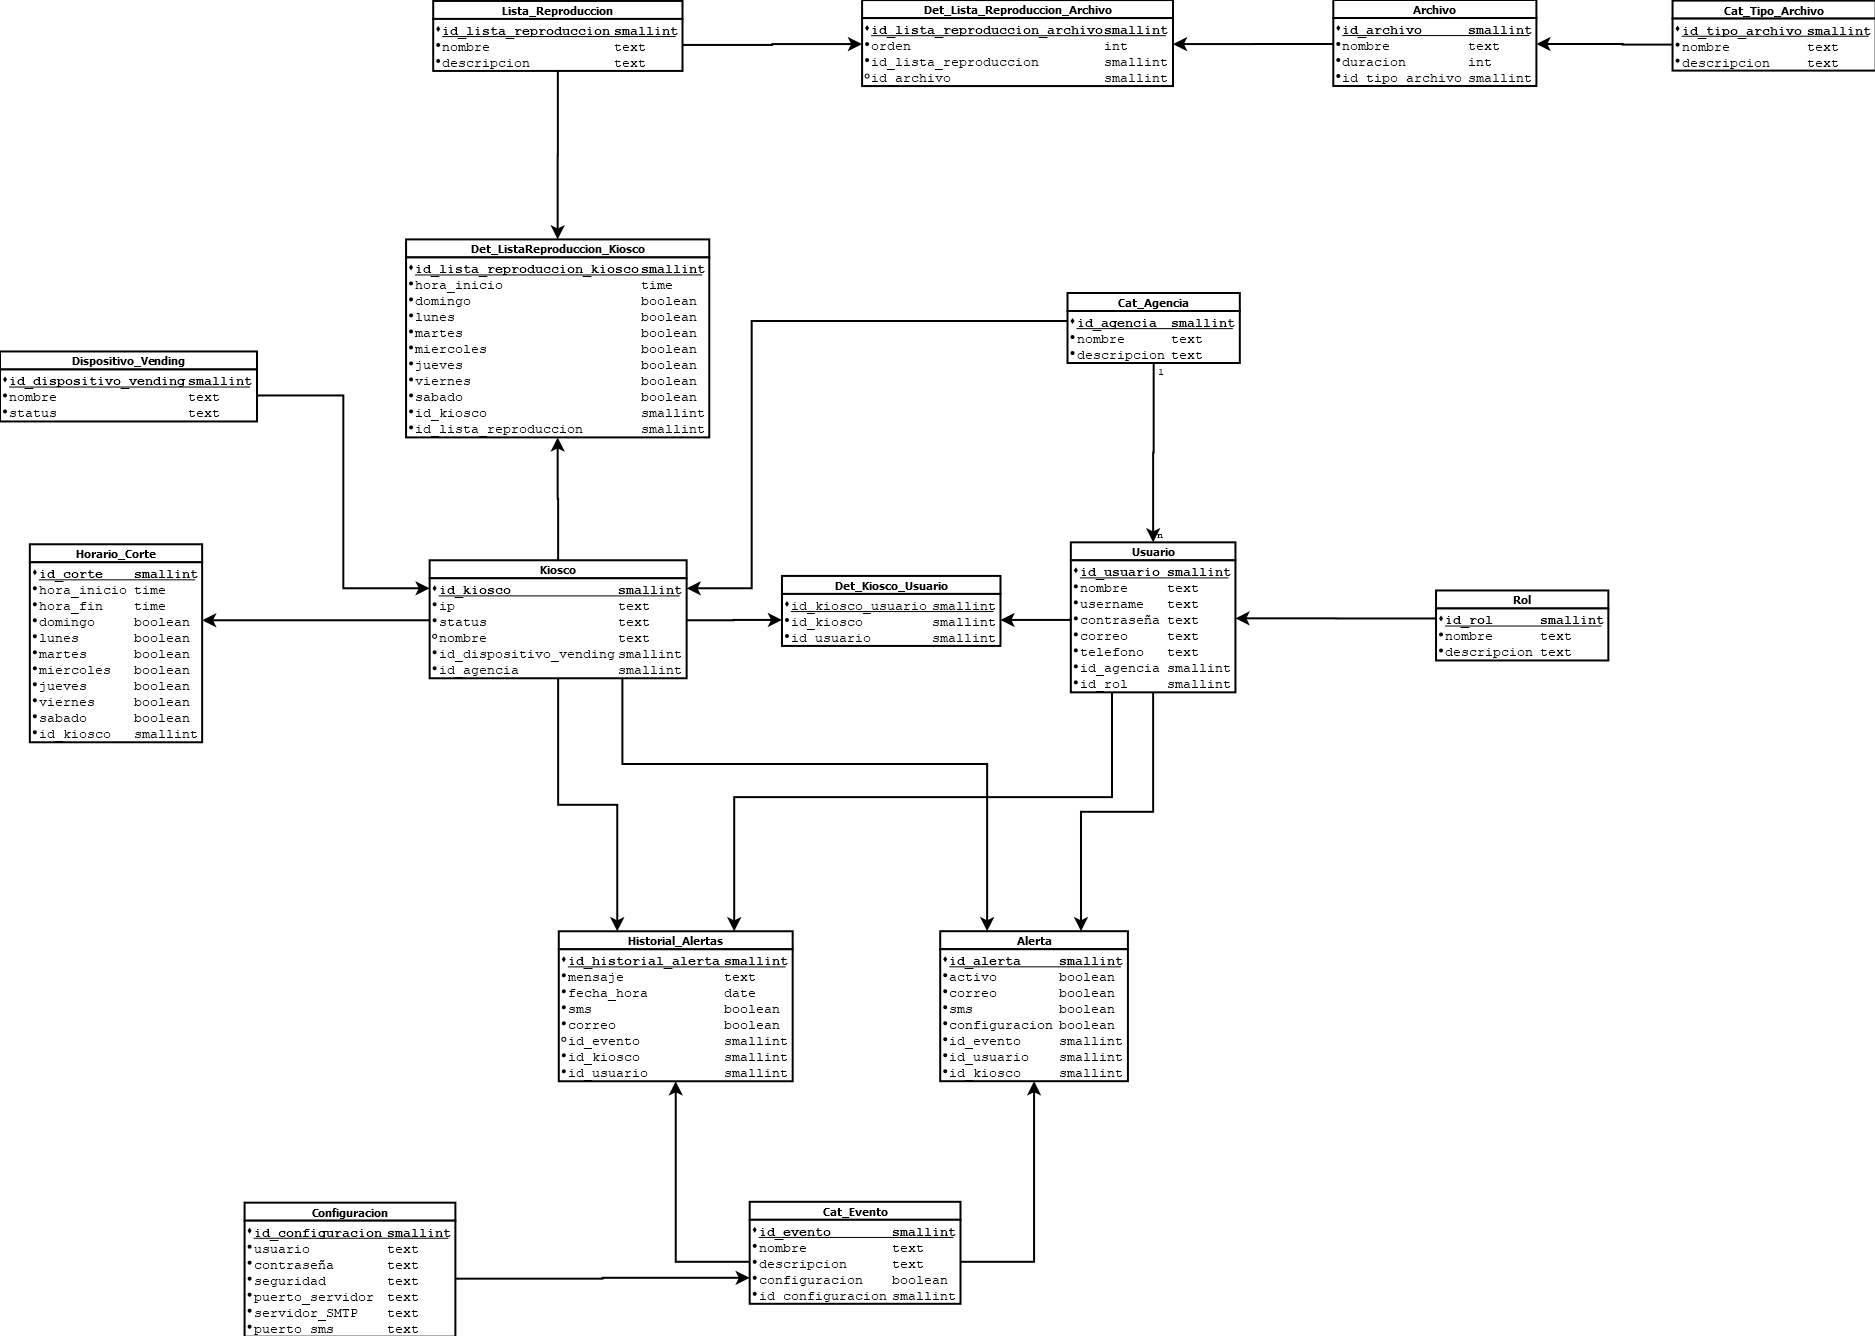 Lista_Reproduccion
id_lista_reproduccion smallint
nombre text
descripcion text
Det_Lista_Reproduccion_Archivo
id_lista_reproduccion_archivo smallint
orden int
id_lista_reproduccion smallint
id_archivo smallint
Archivo
id_archivo smallint
nombre text
duracion int
id_tipo_archivo smallint
Cat_Tipo_Archivo
id_tipo_archivo smallint
nombre text
descripcion text
Det_ListaReproduccion_Kiosco
id_lista_reproduccion_kiosco smallint
hora_inicio time
domingo boolean
lunes boolean
martes boolean
miercoles boolean
jueves boolean
viernes boolean
sabado boolean
id_kiosco smallint
id_lista_reproduccion smallint
Cat_Agencia
id_agencia smallint
nombre text
descripcion text
1
n
Dispositivo_Vending
id_dispositivo_vending smallint
nombre text
status text
Horario_Corte
id_corte smallint
hora_inicio time
hora_fin time
domingo boolean
lunes boolean
martes boolean
miercoles boolean
jueves boolean
viernes boolean
sabado boolean
id_kiosco smallint
Kiosco
id_kiosco smallint
ip text
status text
nombre text
id_dispositivo_vending smallint
id_agencia smallint
Det_Kiosco_Usuario
id_kiosco_usuario smallint
id_kiosco smallint
id_usuario smallint
Usuario
id_usuario smallint
nombre text
username text
contraseña text
correo text
telefono text
id_agencia smallint
id_rol smallint
Rol
id_rol smallint
nombre text
descripcion text
Historial_Alertas
id_historial_alerta smallint
mensaje text
fecha_hora date
sms boolean
correo boolean
id_evento smallint
id_kiosco smallint
id_usuario smallint
Alerta
id_alerta smallint
activo boolean
correo boolean
sms boolean
configuracion boolean
id_evento smallint
id_usuario smallint
id_kiosco smallint
Configuracion
id_configuracion smallint
usuario text
contraseña text
seguridad text
puerto_servidor text
servidor_SMTP text
puerto_sms text
Cat_Evento
id_evento smallint
nombre text
descripcion text
configuracion boolean
id_configuracion smallint